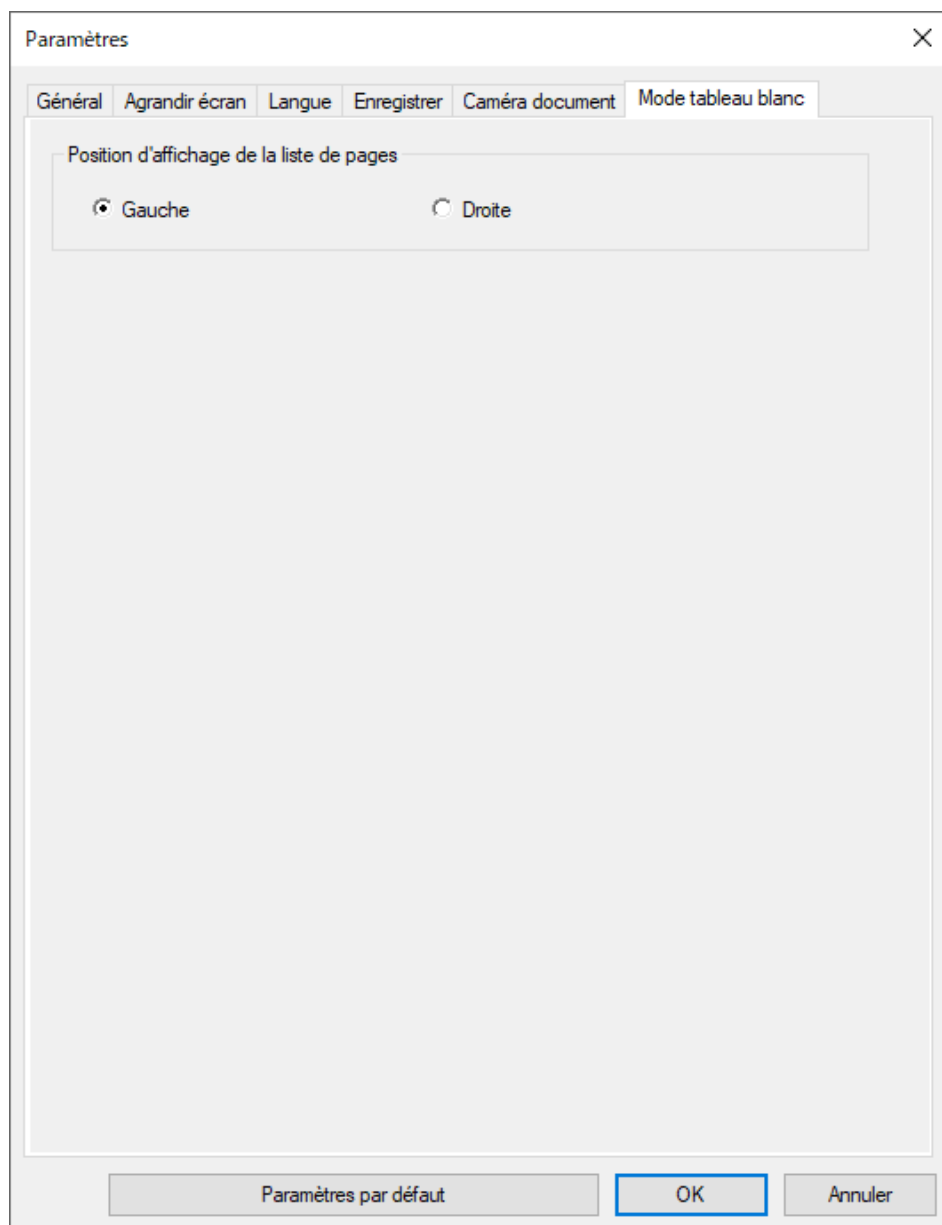 Paramètres
Général Agrandir écran Langue Enregistrer Caméra document Mode tableau blanc
Position d'affichage de la liste de pages
Gauche Droite
Paramètres par défaut OK Annuler